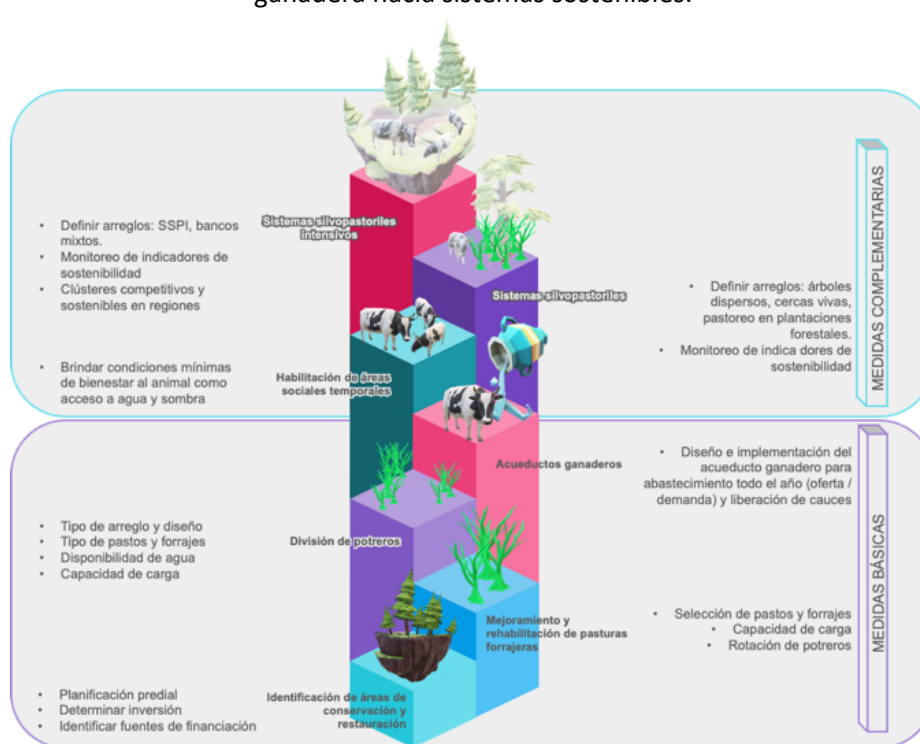 ganadera hacia sistemas sostenibles.
Sistemas silvopastoriles
intensivos
• Definir arreglos: SSPI, bancos
mixtos.
• Monitoreo de indicadores de
sostenibilidad
• Clústeres competitivos y
sostenibles en regiones
Sistemas silvopastoriles
• Definir arreglos: árboles
dispersos, cercas vivas,
pastoreo en plantaciones
forestales.
• Monitoreo de indica dores de
sostenibilidad
MEDIDAS COMPLEMENTARIAS
• Brindar condiciones mínimas
de bienestar al animal como
acceso a agua y sombra
Habilitación de áreas
sociales temporales
Acueductos ganaderos
• Diseño e implementación del
acueducto ganadero para
abastecimiento todo el año (oferta /
demanda) y liberación de cauces
• Tipo de arreglo y diseño
• Tipo de pastos y forrajes
• Disponibilidad de agua
• Capacidad de carga
División de potreros
MEDIDAS BÁSICAS
Mejoramiento y
rehabilitación de pasturas
forrajeras
• Selección de pastos y forrajes
• Capacidad de carga
• Rotación de potreros
• Planificación predial
• Determinar inversión
• Identificar fuentes de financiación
Identificación de áreas de
conservación y
restauración